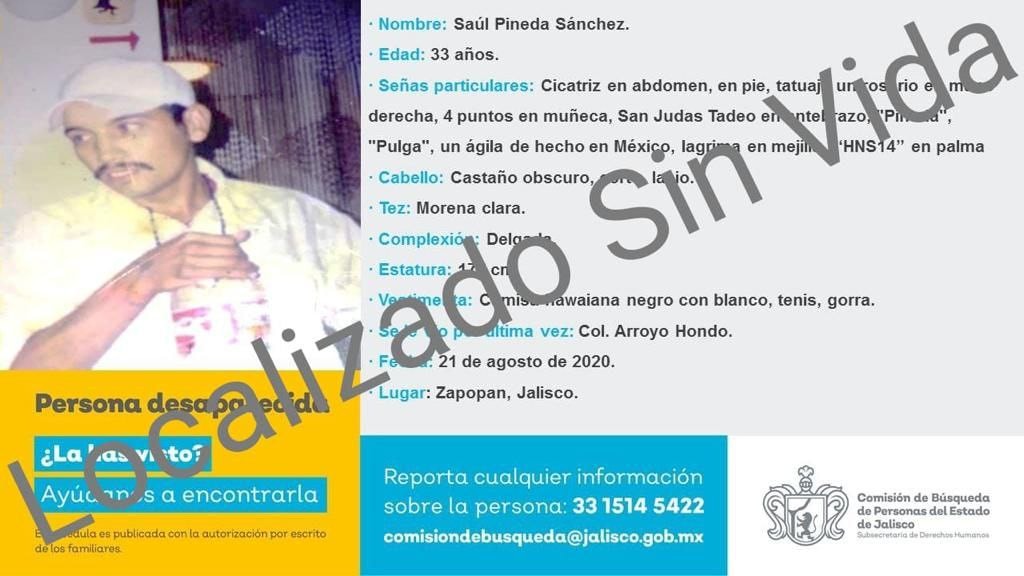 · Nombre: Saúl Pineda Sánchez.
· Edad: 33 años.
· Señas particulares: Cicatriz en abdomen, en pie, tatuaje un rosario en
derecha, 4 puntos en muñeca, San Judas Tadeo en antebrazo, "Pineda",
"Pulga", un ágila de hecho en México, lagrima en mejilla, "HNS14” en palma
· Cabello: Castaño obscuro, corto, lacio.
· Tez: Morena clara.
· Complexión: Delgada.
· Estatura: cm
· Vestimenta: Camisa hawaiana negro con blanco, tenis, gorra.
· Se le vio por última vez: Col. Arroyo Hondo.
· Fecha: 21 de agosto de 2020.
· Lugar: Zapopan, Jalisco.
Localizado Sin Vida
Persona desaparecida
¿La has visto?
Ayúdanos a encontrarla
Esta cédula es publicada con la autorización por escrito
de los familiares.
Reporta cualquier información
sobre la persona: 33 1514 5422
comisiondebusqueda@jalisco.gob.mx
Comisión de Búsqueda
de Personas del Estado
de Jalisco
Subsecretaría de Derechos Humanos